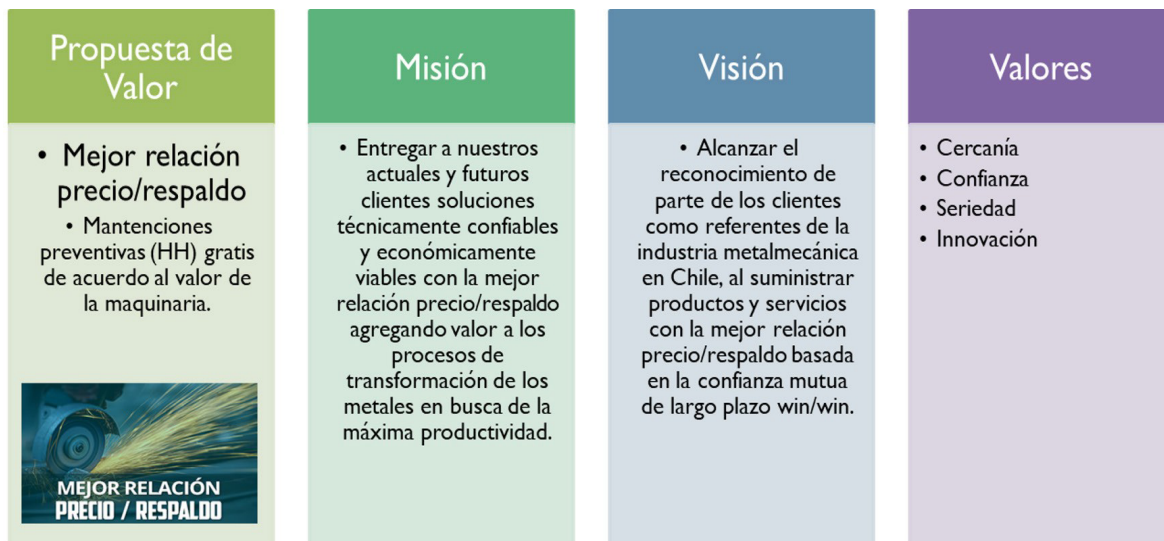 Propuesta de
Valor
• Mejor relación
precio/respaldo
• Mantenciones
preventivas (HH) gratis
de acuerdo al valor de
la maquinaria.
MEJOR RELACIÓN
PRECIO / RESPALDO
Misión
• Entregar a nuestros
actuales y futuros
clientes soluciones
técnicamente confiables
y económicamente
viables con la mejor
relación precio/respaldo
agregando valor a los
procesos de
transformación de los
metales en busca de la
máxima productividad.
Visión
• Alcanzar el
reconocimiento de
parte de los clientes
como referentes de la
industria metalmecánica
en Chile, al suministrar
productos y servicios
con la mejor relación
precio/respaldo basada
en la confianza mutua
de largo plazo win/win.
Valores
• Cercanía
• Confianza
• Seriedad
• Innovación